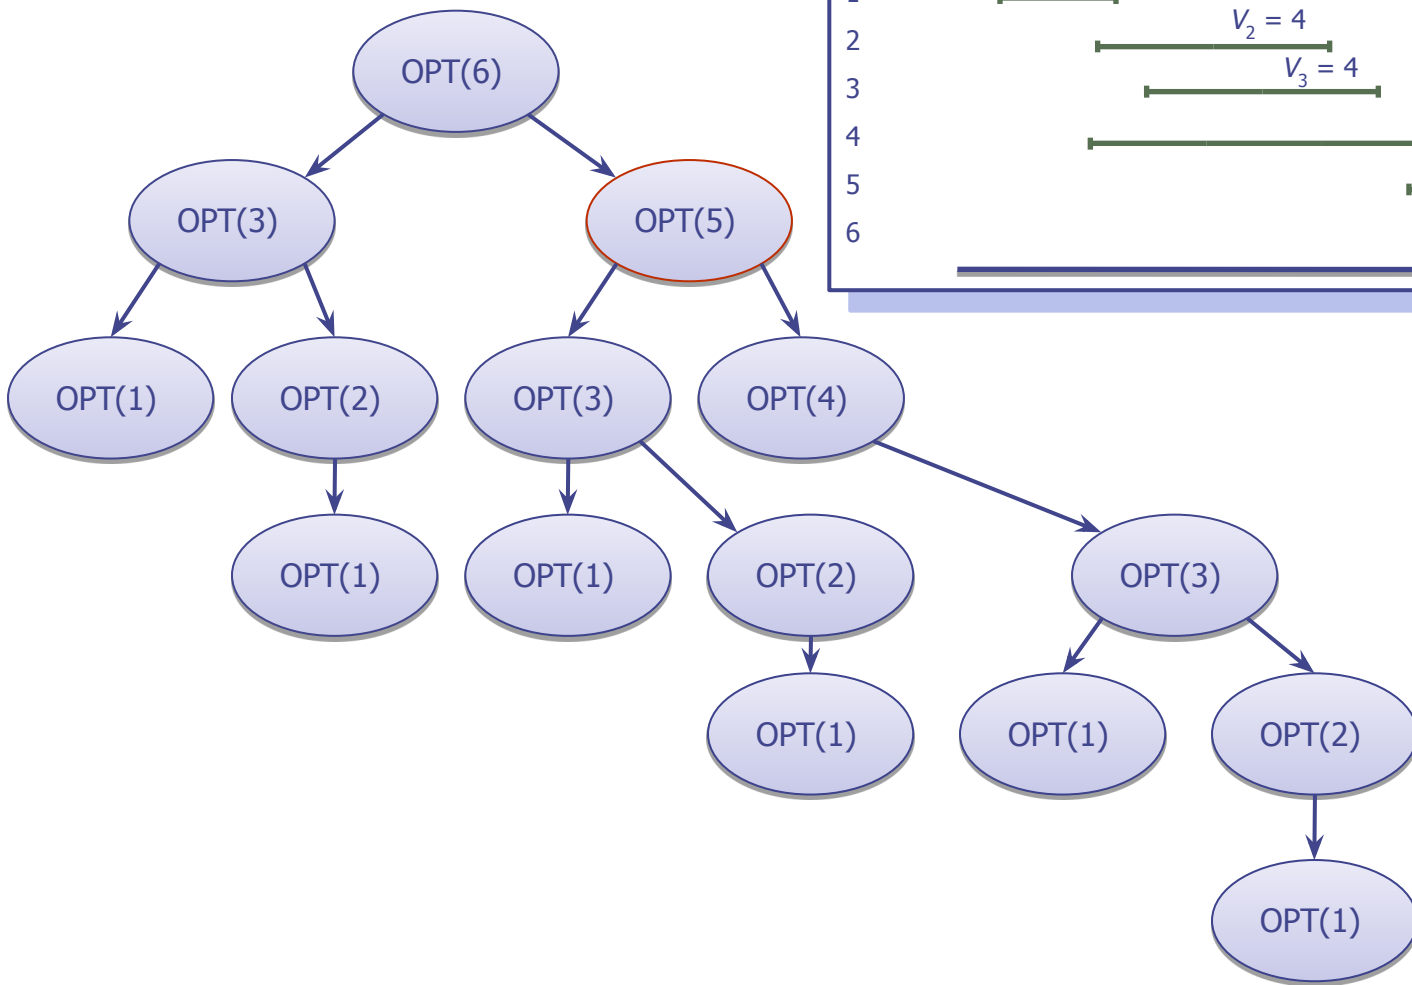 V2 = 4
2
V3 = 4
3
4
5
6
OPT(6)
OPT(3)
OPT(5)
OPT(1)
OPT(2)
OPT(3)
OPT(4)
OPT(1)
OPT(1)
OPT(2)
OPT(3)
OPT(1)
OPT(1)
OPT(2)
OPT(1)